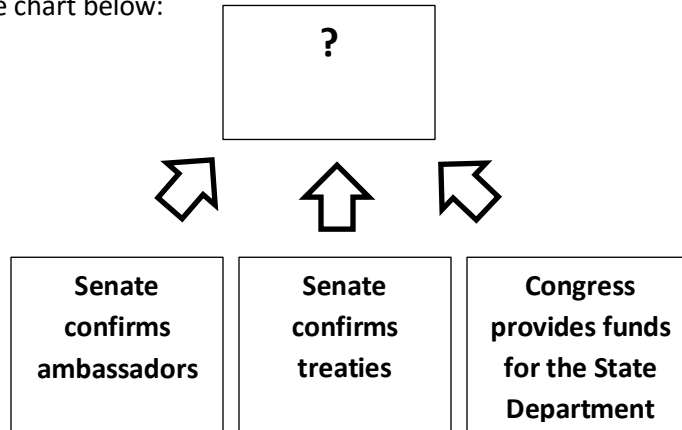 e chart below:
?
Senate
confirms
ambassadors
Senate
confirms
treaties
Congress
provides funds
for the State
Department